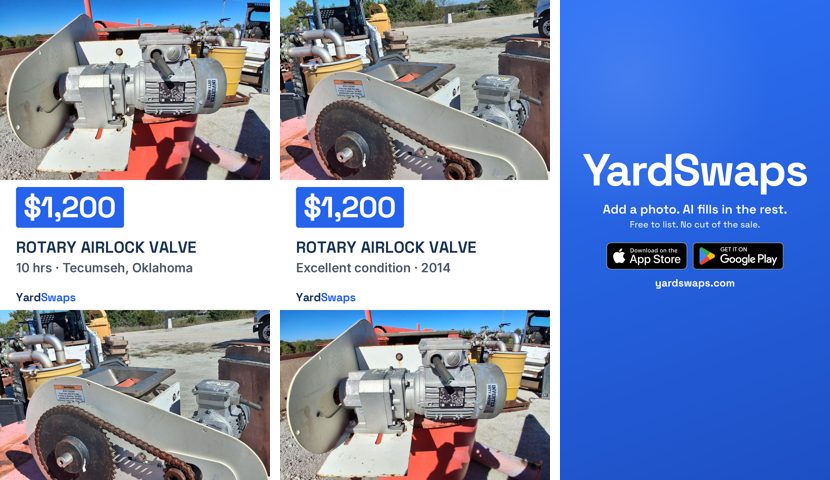 $1,200
ROTARY AIRLOCK VALVE
10 hrs · Tecumseh, Oklahoma
YardSwaps
$1,200
ROTARY AIRLOCK VALVE
Excellent condition · 2014
YardSwaps
YardSwaps
Add a photo. AI fills in the rest.
Free to list. No cut of the sale.
Download on the
App Store
GET IT ON
Google Play
yardswaps.com